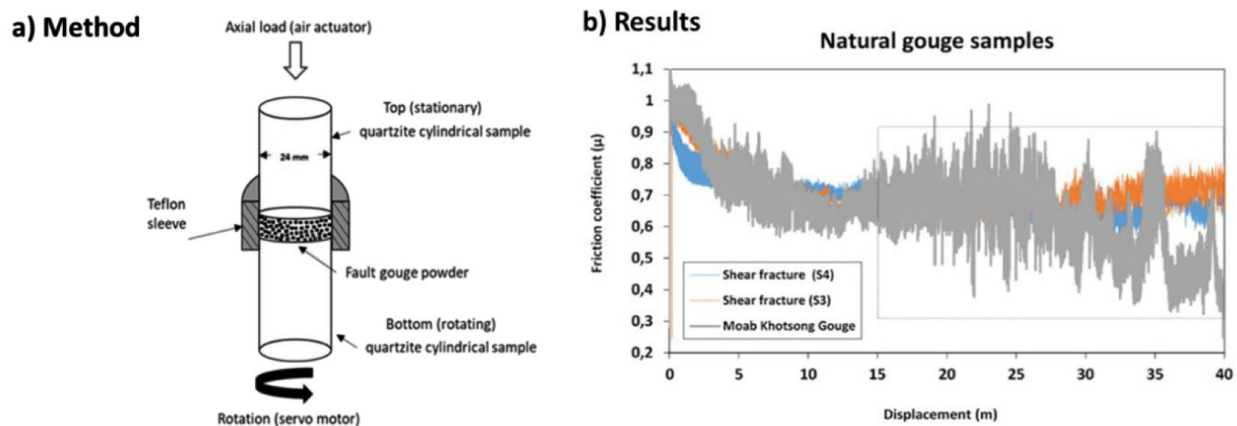 a) Method
Axial load (air actuator)
Top (stationary)
quartzite cylindrical sample
24 mm
Teflon
sleeve
Fault gouge powder
Bottom (rotating)
quartzite cylindrical sample
Rotation (servo motor)
b) Results
Natural gouge samples
Friction coefficient (μ)
1,1
1
0,9
0,8
0,7
0,6
0,5
0,4
0,3
0,2
Shear fracture (S4)
Shear fracture (S3)
Moab Khotsong Gouge
0 5 10 15 20 25 30 35 40
Displacement (m)